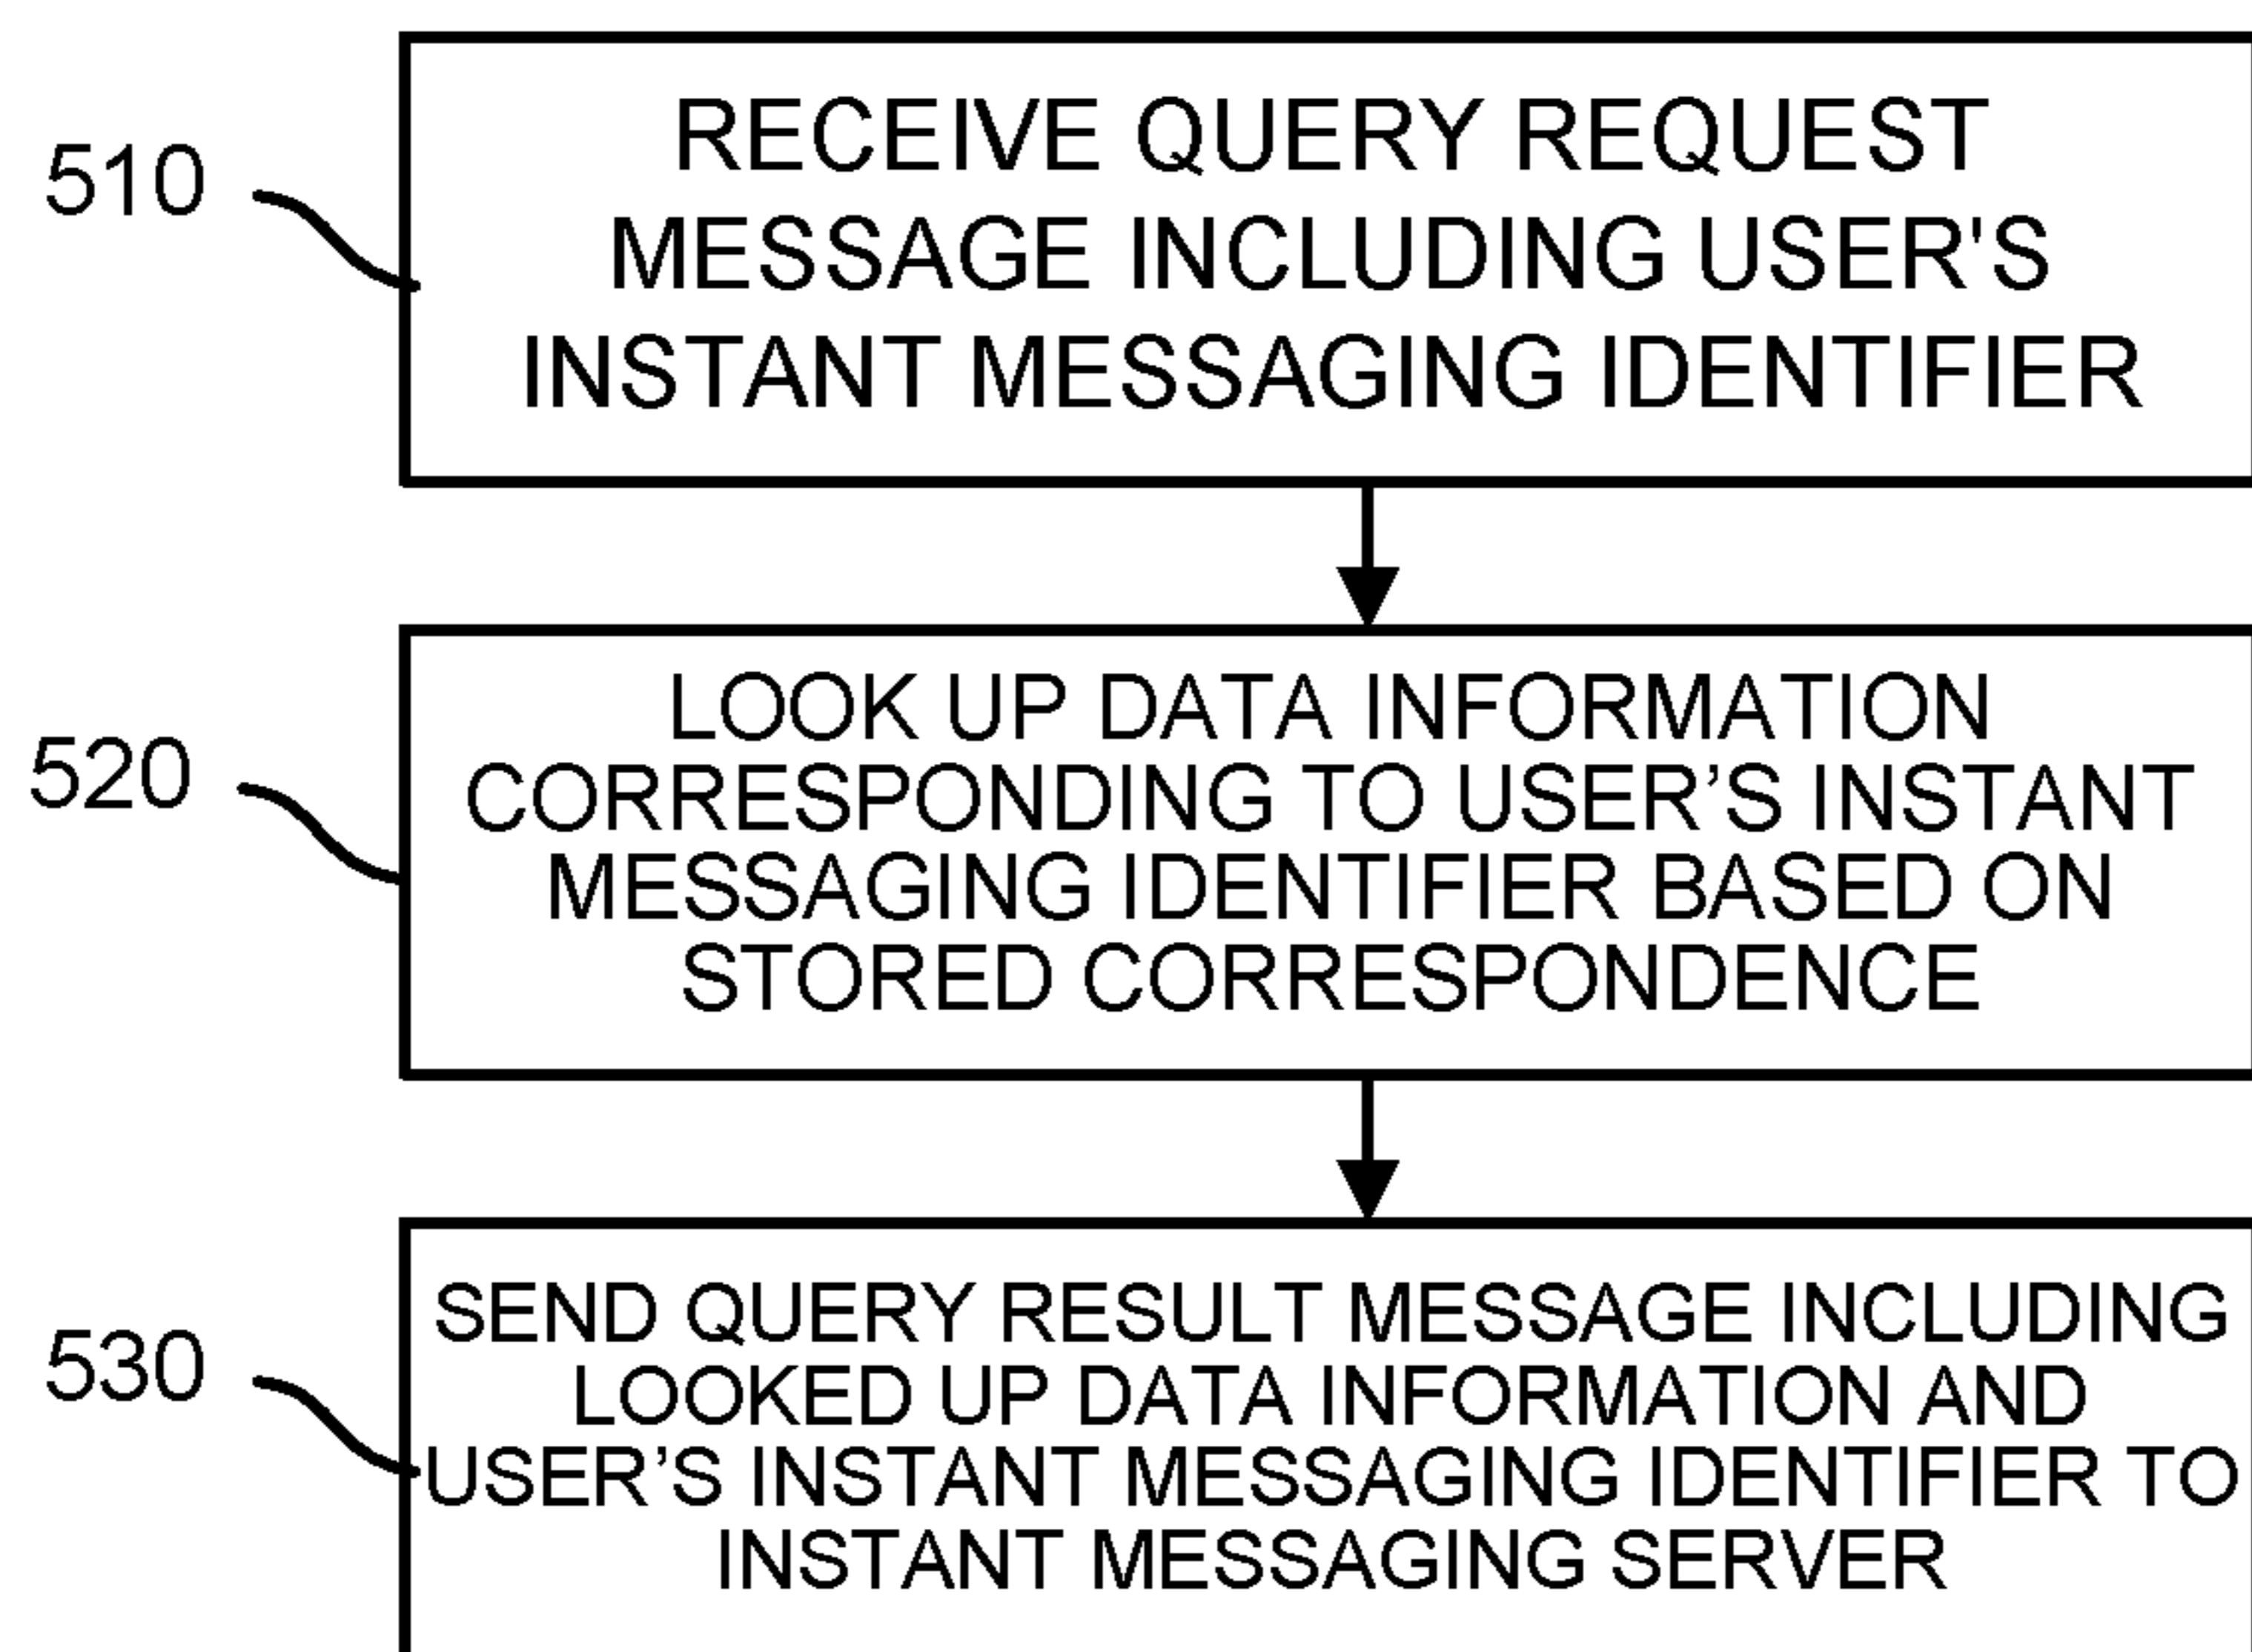 510
RECEIVE QUERY REQUEST
MESSAGE INCLUDING USER'S
INSTANT MESSAGING IDENTIFIER
520
LOOK UP DATA INFORMATION
CORRESPONDING TO USER’S INSTANT
MESSAGING IDENTIFIER BASED ON
STORED CORRESPONDENCE
530
SEND QUERY RESULT MESSAGE INCLUDING
LOOKED UP DATA INFORMATION AND
USER’S INSTANT MESSAGING IDENTIFIER TO
INSTANT MESSAGING SERVER